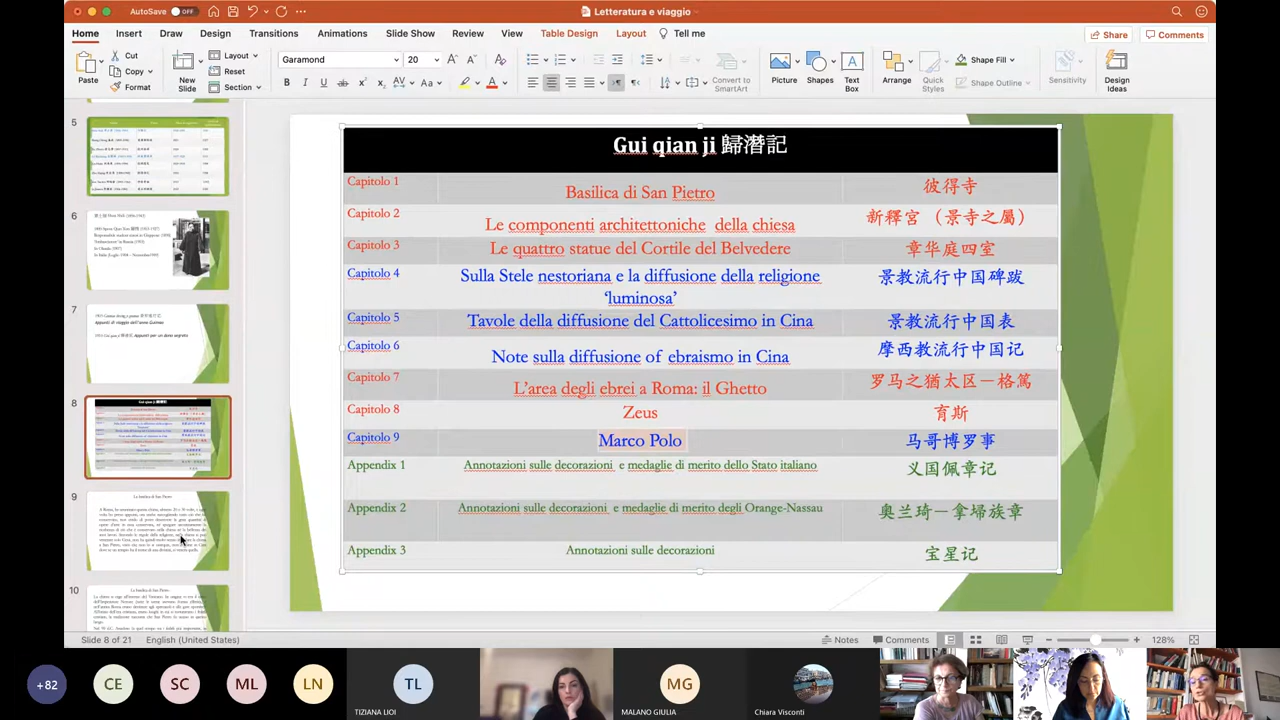 AutoSave OFF
Letteratura e viaggio
Home Insert Draw Design Transitions Animations Slide Show Review View Table Design Layout Tell me
Share Comments
Paste
Cut
Copy
Format
New Slide
Layout
Reset
Section
Garamond 20
Convert to SmartArt
Picture
Shapes
Text Box
Arrange
Quick Styles
Shape Fill
Shape Outline
Sensitivity
Design Ideas
5
6
7
8
9
10
La basilica di San Pietro
La basilica di San Pietro
Gui qian ji 歸潛記
Capitolo 1 Basilica di San Pietro 彼得寺
Capitolo 2 Le componenti architettoniche della chiesa 新釋宮（景寺之屬）
Capitolo 3 Le quattro statue del Cortile del Belvedere 章华庭四室
Capitolo 4 Sulla Stele nestoriana e la diffusione della religione 景教流行中国碑跋
‘luminosa’
Capitolo 5 Tavole della diffusione del Cattolicesimo in Cina 景教流行中国表
Capitolo 6 Note sulla diffusione of ebraismo in Cina 摩西教流行中国记
Capitolo 7 L’area degli ebrei a Roma: il Ghetto 罗马之犹太区－格笃
Capitolo 8 Zeus 育斯
Capitolo 9 Marco Polo 马哥博罗事
Appendix 1 Annotazioni sulle decorazioni e medaglie di merito dello Stato italiano 义国佩章记
Appendix 2 Annotazioni sulle decorazioni e medaglie di merito degli Orange-Nassau 奥兰琦－拿埽族章
Appendix 3 Annotazioni sulle decorazioni 宝星记
Slide 8 of 21 English (United States)
Notes Comments 128%
+82 CE SC ML LN TL MG
TIZIANA LIOI MALANO GIULIA Chiara Visconti